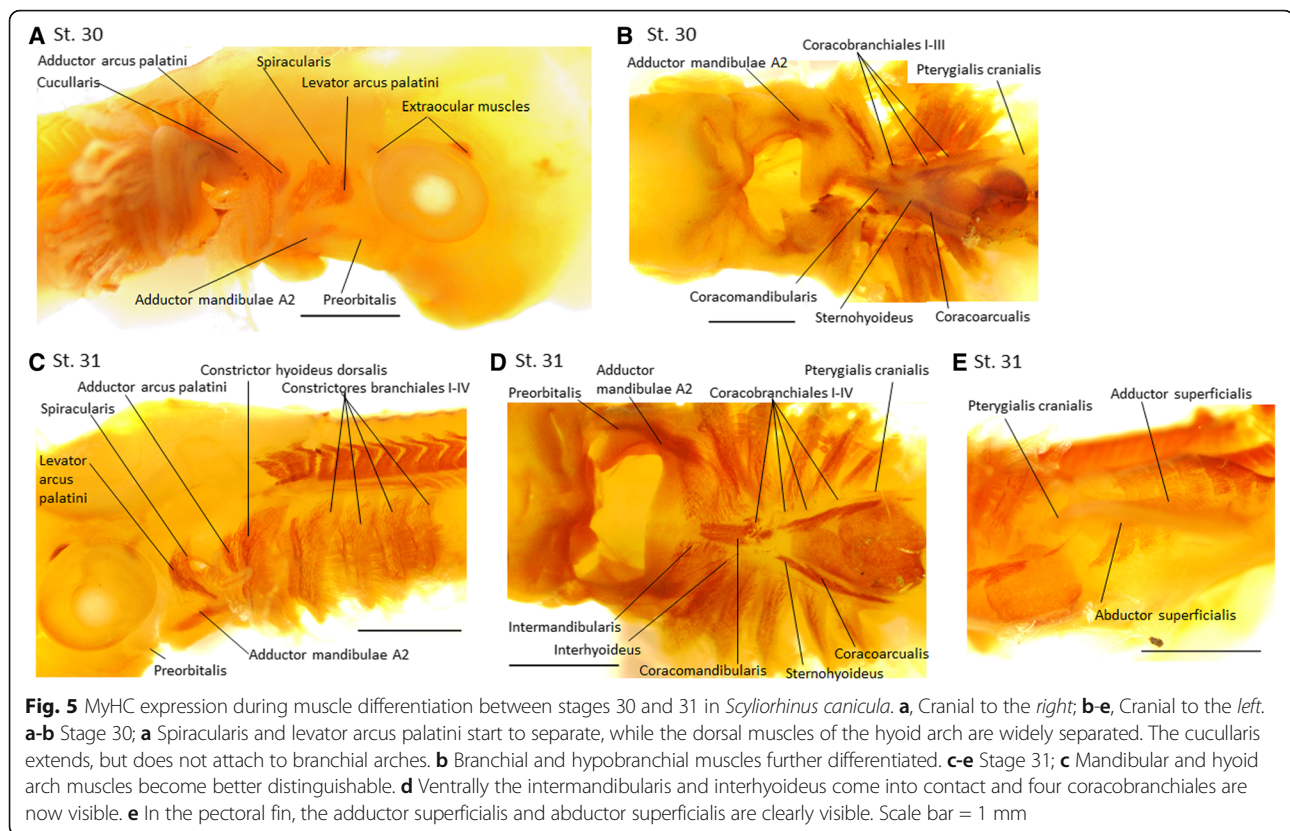 A St. 30
Adductor arcus palatini
Cucullaris
Spiracularis
Levator arcus palatini
Extraocular muscles
Adductor mandibulae A2
Preorbitalis
B St. 30
Coracobranchiales I-III
Adductor mandibulae A2
Pterygialis cranialis
Coracomandibularis
Sternohyoideus
Coracoarcualis
C St. 31
Constrictor hyoideus dorsalis
Adductor arcus palatini
Constrictores branchiales I-IV
Spiracularis
Levator
arcus
palatini
Adductor mandibulae A2
Preorbitalis
D St. 31
Adductor
mandibulae A2
Pterygialis cranialis
Preorbitalis
Coracobranchiales I-IV
Intermandibularis
Interhyoideus
Coracomandibularis
Coracoarcualis
Sternohyoideus
E St. 31
Adductor superficialis
Pterygialis cranialis
Abductor superficialis
Fig. 5 MyHC expression during muscle differentiation between stages 30 and 31 in Scyliorhinus canicula. a, Cranial to the right; b-e, Cranial to the left.
a-b Stage 30; a Spiracularis and levator arcus palatini start to separate, while the dorsal muscles of the hyoid arch are widely separated. The cucullaris
extends, but does not attach to branchial arches. b Branchial and hypobranchial muscles further differentiated. c-e Stage 31; c Mandibular and hyoid
arch muscles become better distinguishable. d Ventrally the intermandibularis and interhyoideus come into contact and four coracobranchiales are
now visible. e In the pectoral fin, the adductor superficialis and abductor superficialis are clearly visible. Scale bar = 1 mm